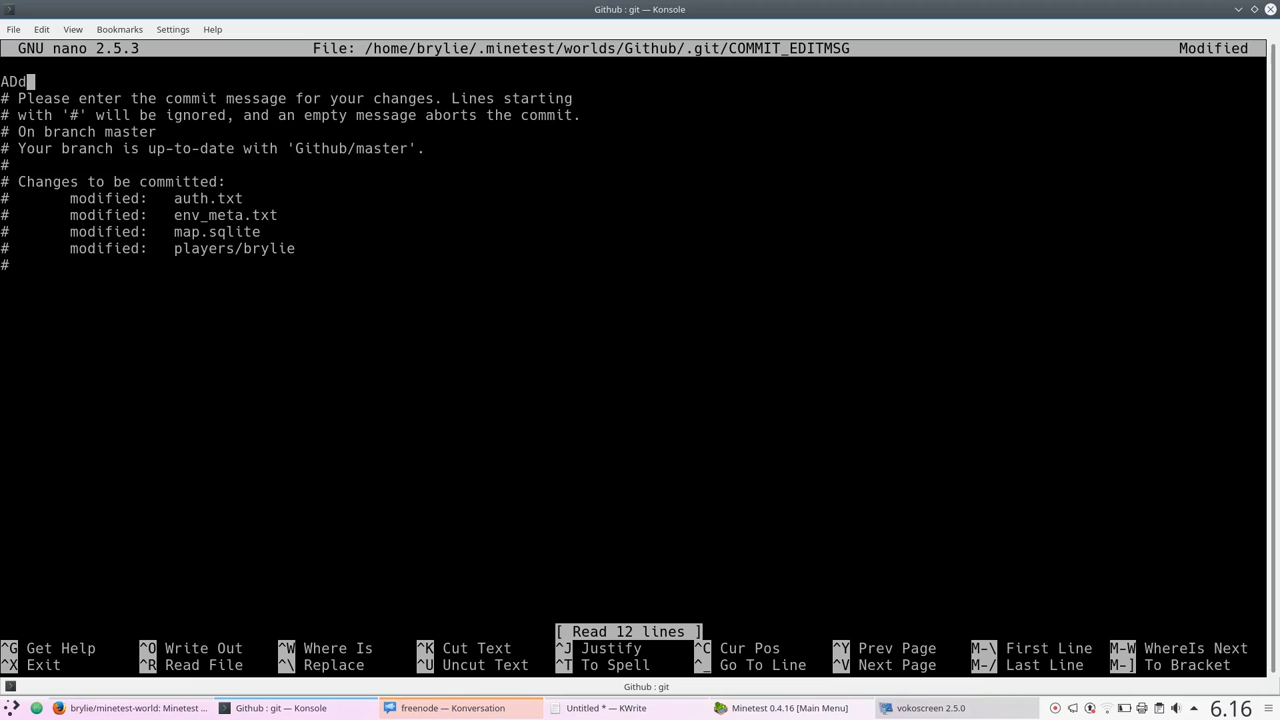 Github : git — Konsole
File Edit View Bookmarks Settings Help
GNU nano 2.5.3 File: /home/brylie/.minetest/worlds/Github/.git/COMMIT_EDITMSG Modified
ADd
# Please enter the commit message for your changes. Lines starting
# with '#' will be ignored, and an empty message aborts the commit.
# On branch master
# Your branch is up-to-date with 'Github/master'.
#
# Changes to be committed:
# modified: auth.txt
# modified: env_meta.txt
# modified: map.sqlite
# modified: players/brylie
#
[ Read 12 lines ]
^G Get Help ^O Write Out ^W Where Is ^K Cut Text ^J Justify ^C Cur Pos ^Y Prev Page M-\ First Line M-W WhereIs Next
^X Exit ^R Read File ^\ Replace ^U Uncut Text ^T To Spell ^_ Go To Line ^V Next Page M-/ Last Line M-] To Bracket
Github : git
brylie/minetest-world: Minetest ... Github : git — Konsole freenode — Konversation Untitled * — KWrite Minetest 0.4.16 [Main Menu] vokoscreen 2.5.0 6.16